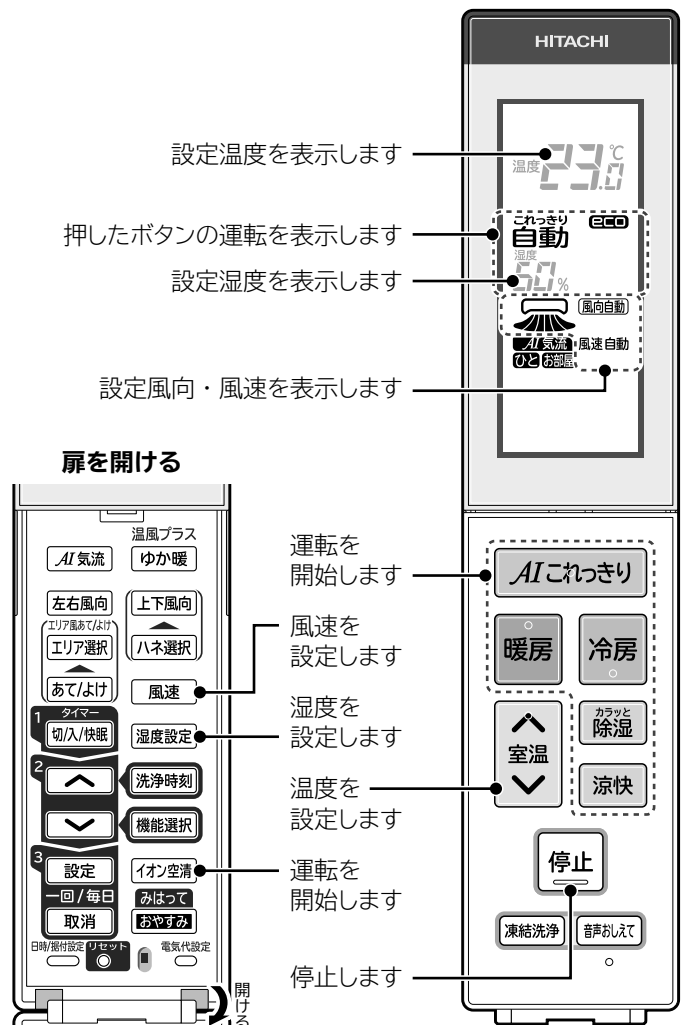 HITACHI
設定温度を表示します
温度
23.0
℃
押したボタンの運転を表示します
これっきり
自動
eco
設定湿度を表示します
湿度
50%
風向自動
AI 気流
風速 自動
ひと お部屋
設定風向・風速を表示します
扉を開ける
温風プラス
AI 気流
ゆか暖
左右風向
上下風向
エリア風あて/よけ
エリア選択
ハネ選択
あて/よけ
風速
1
タイマー
切/入/快眠
湿度設定
2
洗浄時刻
機能選択
3
設定
イオン空清
一回/毎日
みはって
取消
おやすみ
日時/据付設定
リセット
電気代設定
開ける
運転を
開始します
風速を
設定します
湿度を
設定します
温度を
設定します
運転を
開始します
停止します
AI これっきり
暖房
冷房
カラッと
除湿
室温
涼快
停止
凍結洗浄
音声おしえて